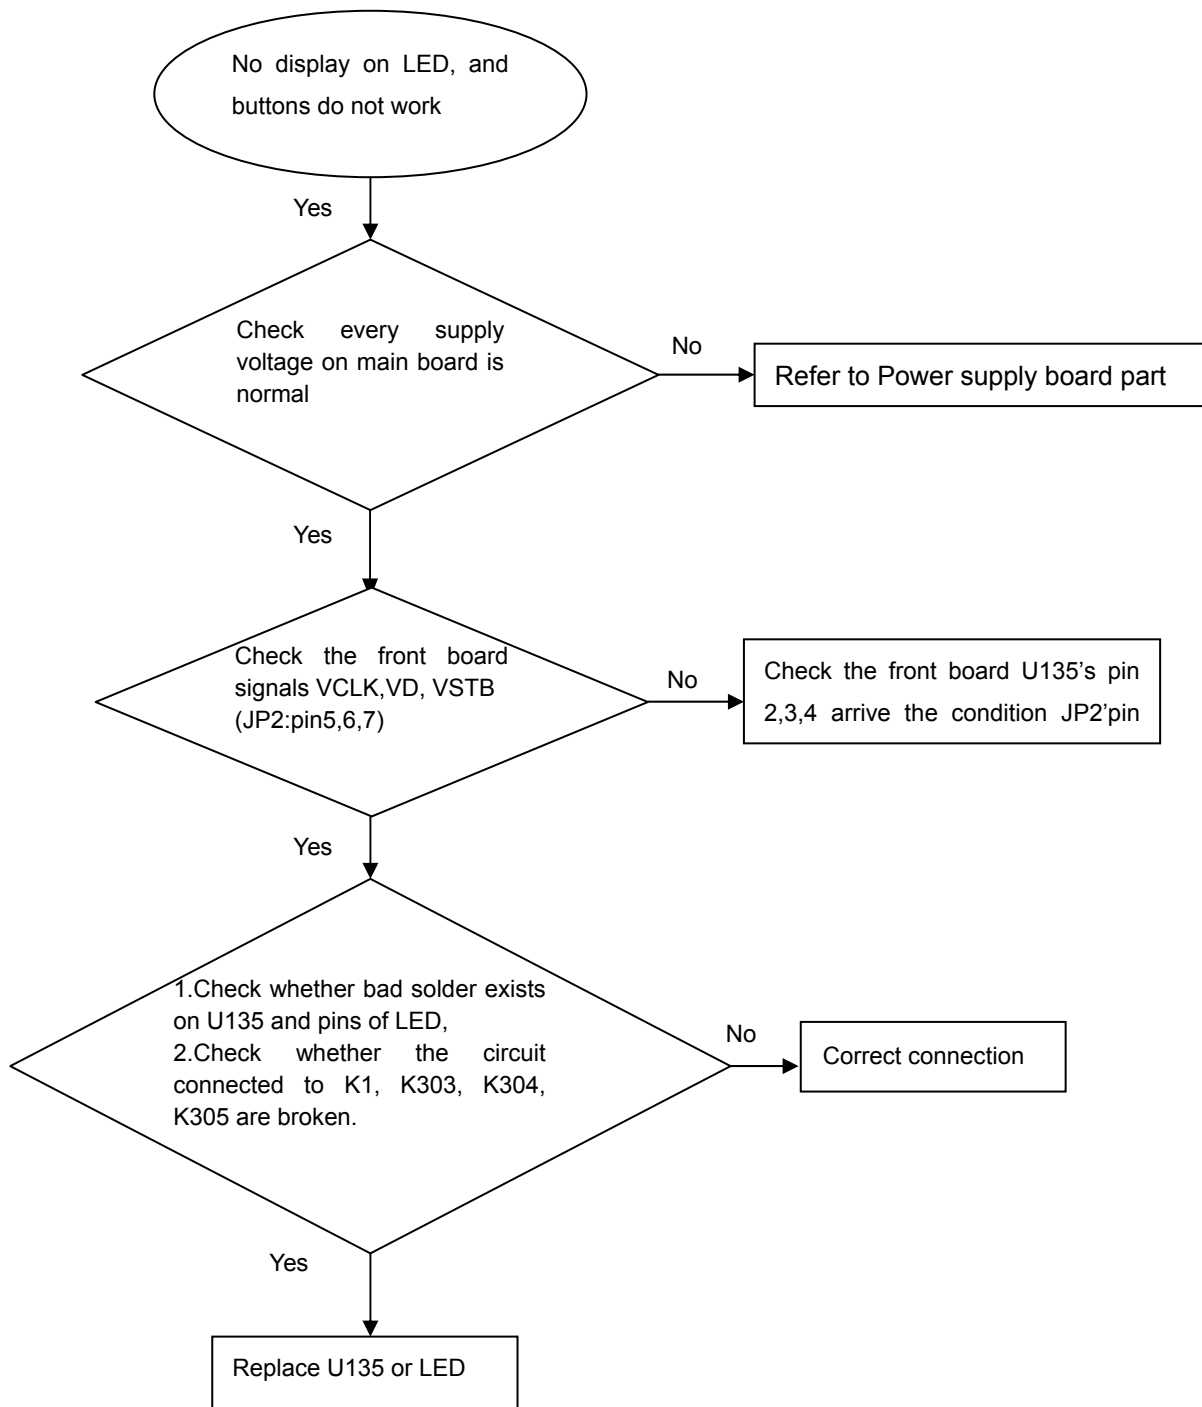 No display on LED, and
buttons do not work
Yes
Check every supply
voltage on main board is
normal
No
Refer to Power supply board part
Yes
Check the front board
signals VCLK,VD, VSTB
(JP2:pin5,6,7)
No
Check the front board U135’s pin
2,3,4 arrive the condition JP2’pin
Yes
1.Check whether bad solder exists
on U135 and pins of LED,
2.Check whether the circuit
connected to K1, K303, K304,
K305 are broken.
No
Correct connection
Yes
Replace U135 or LED